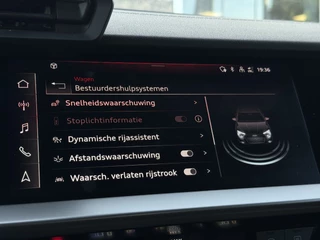 19:36
Wagen
Bestuurdershulpsystemen
Snelheidswaarschuwing
Stoplichtinformatie
Dynamische rijassistent
Afstandswaarschuwing
Waarsch. verlaten rijstrook